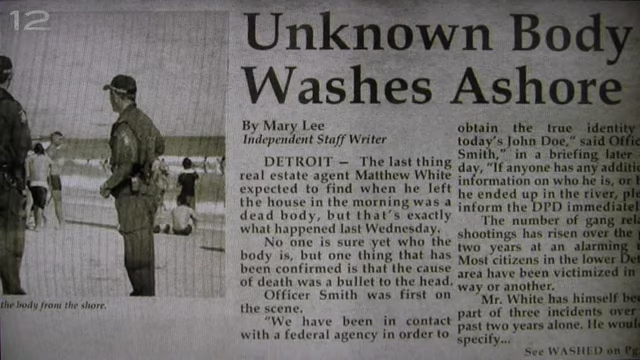 12
Unknown Body
Washes Ashore
By Mary Lee
Independent Staff Writer
DETROIT – The last thing
real estate agent Matthew White
expected to find when he left
the house in the morning was a
dead body, but that's exactly
what happened last Wednesday.
No one is sure yet who the
body is, but one thing that has
been confirmed is that the cause
of death was a bullet to the head.
Officer Smith was first on
the scene.
"We have been in contact
with a federal agency in order to
obtain the true identity
today's John Doe," said Offic
Smith," in a briefing later
day, "If anyone has any additio
information on who he is, or
he ended up in the river, ple
inform the DPD immediatel
The number of gang rel
shootings has risen over the
two years at an alarming
Most citizens in the lower Det
area have been victimized in
way or another.
Mr. White has himself be
part of three incidents over
past two years alone. He woul
specify...
See WASHED on Pg
the body from the shore.